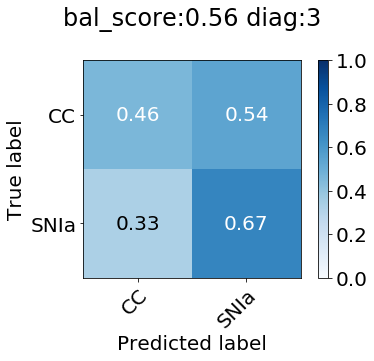 bal_score:0.56 diag:3
True label
CC
SNIa
0.46 0.54
0.33 0.67
CC
SNIa
Predicted label
1.0
0.8
0.6
0.4
0.2
0.0